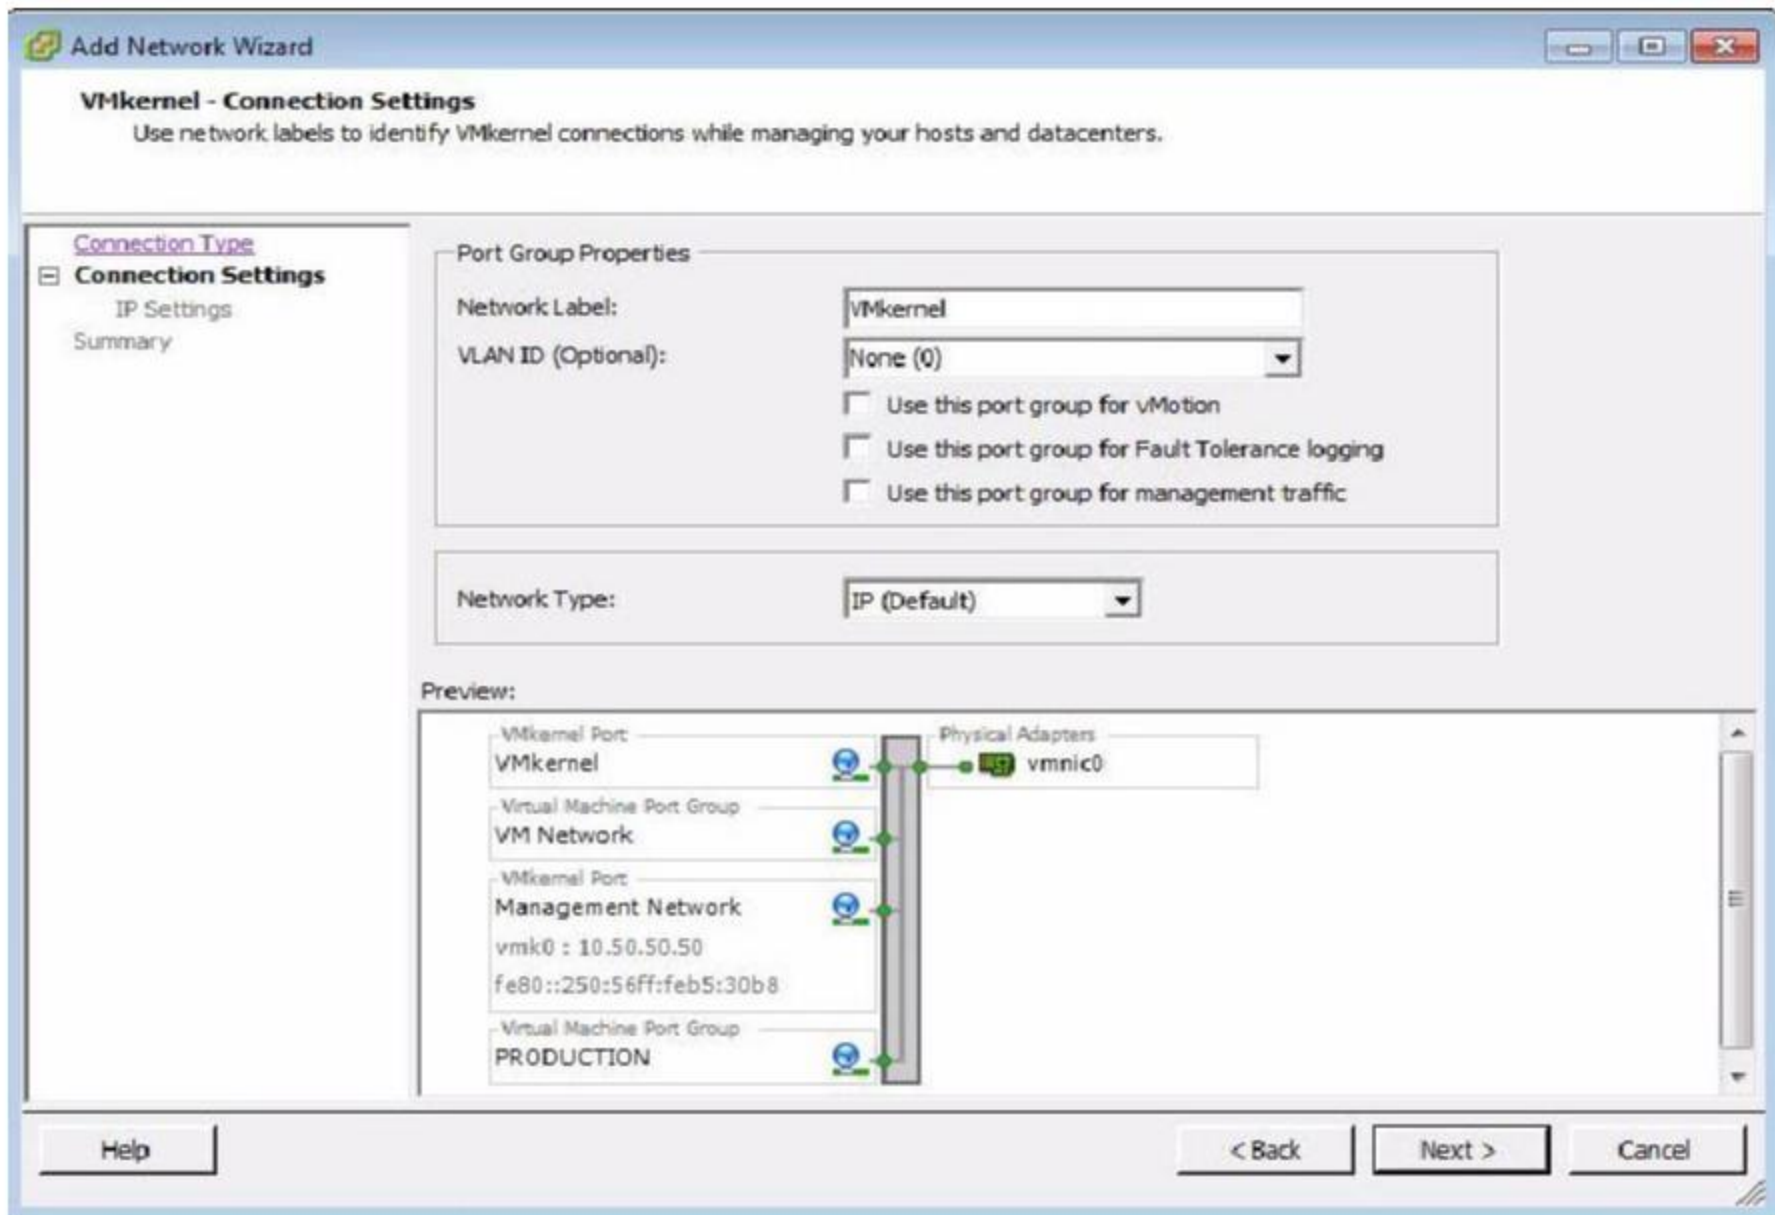 Add Network Wizard
VMkernel - Connection Settings
Use network labels to identify VMkernel connections while managing your hosts and datacenters.
Connection Type
Connection Settings
IP Settings
Summary
Port Group Properties
Network Label:
VMkernel
VLAN ID (Optional):
None (0)
Use this port group for vMotion
Use this port group for Fault Tolerance logging
Use this port group for management traffic
Network Type:
IP (Default)
Preview:
VMkernel Port
VMkernel
Physical Adapters
vmnic0
Virtual Machine Port Group
VM Network
VMkernel Port
Management Network
vmk0 : 10.50.50.50
fe80::250:56ff:feb5:30b8
Virtual Machine Port Group
PRODUCTION
Help
< Back
Next >
Cancel